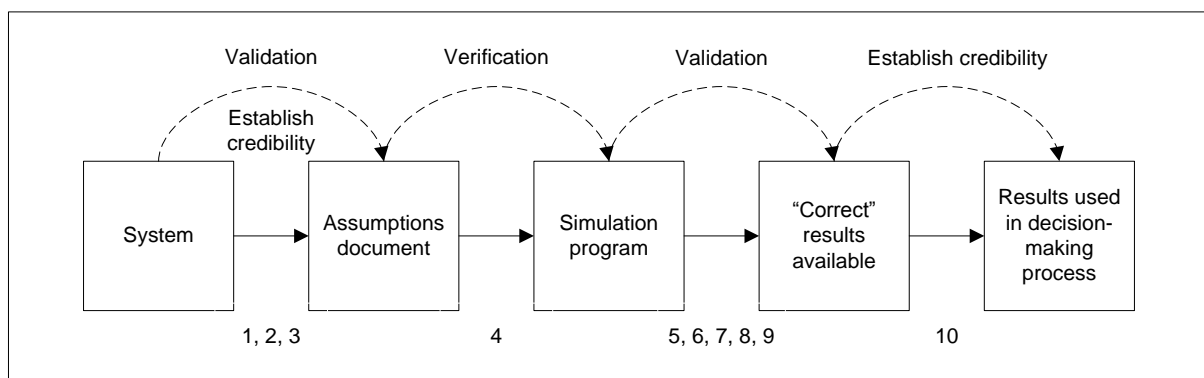 Validation
Verification
Validation
Establish credibility
Establish
credibility
System
Assumptions
document
Simulation
program
“Correct”
results
available
Results used
in decision-
making
process
1, 2, 3
4
5, 6, 7, 8, 9
10